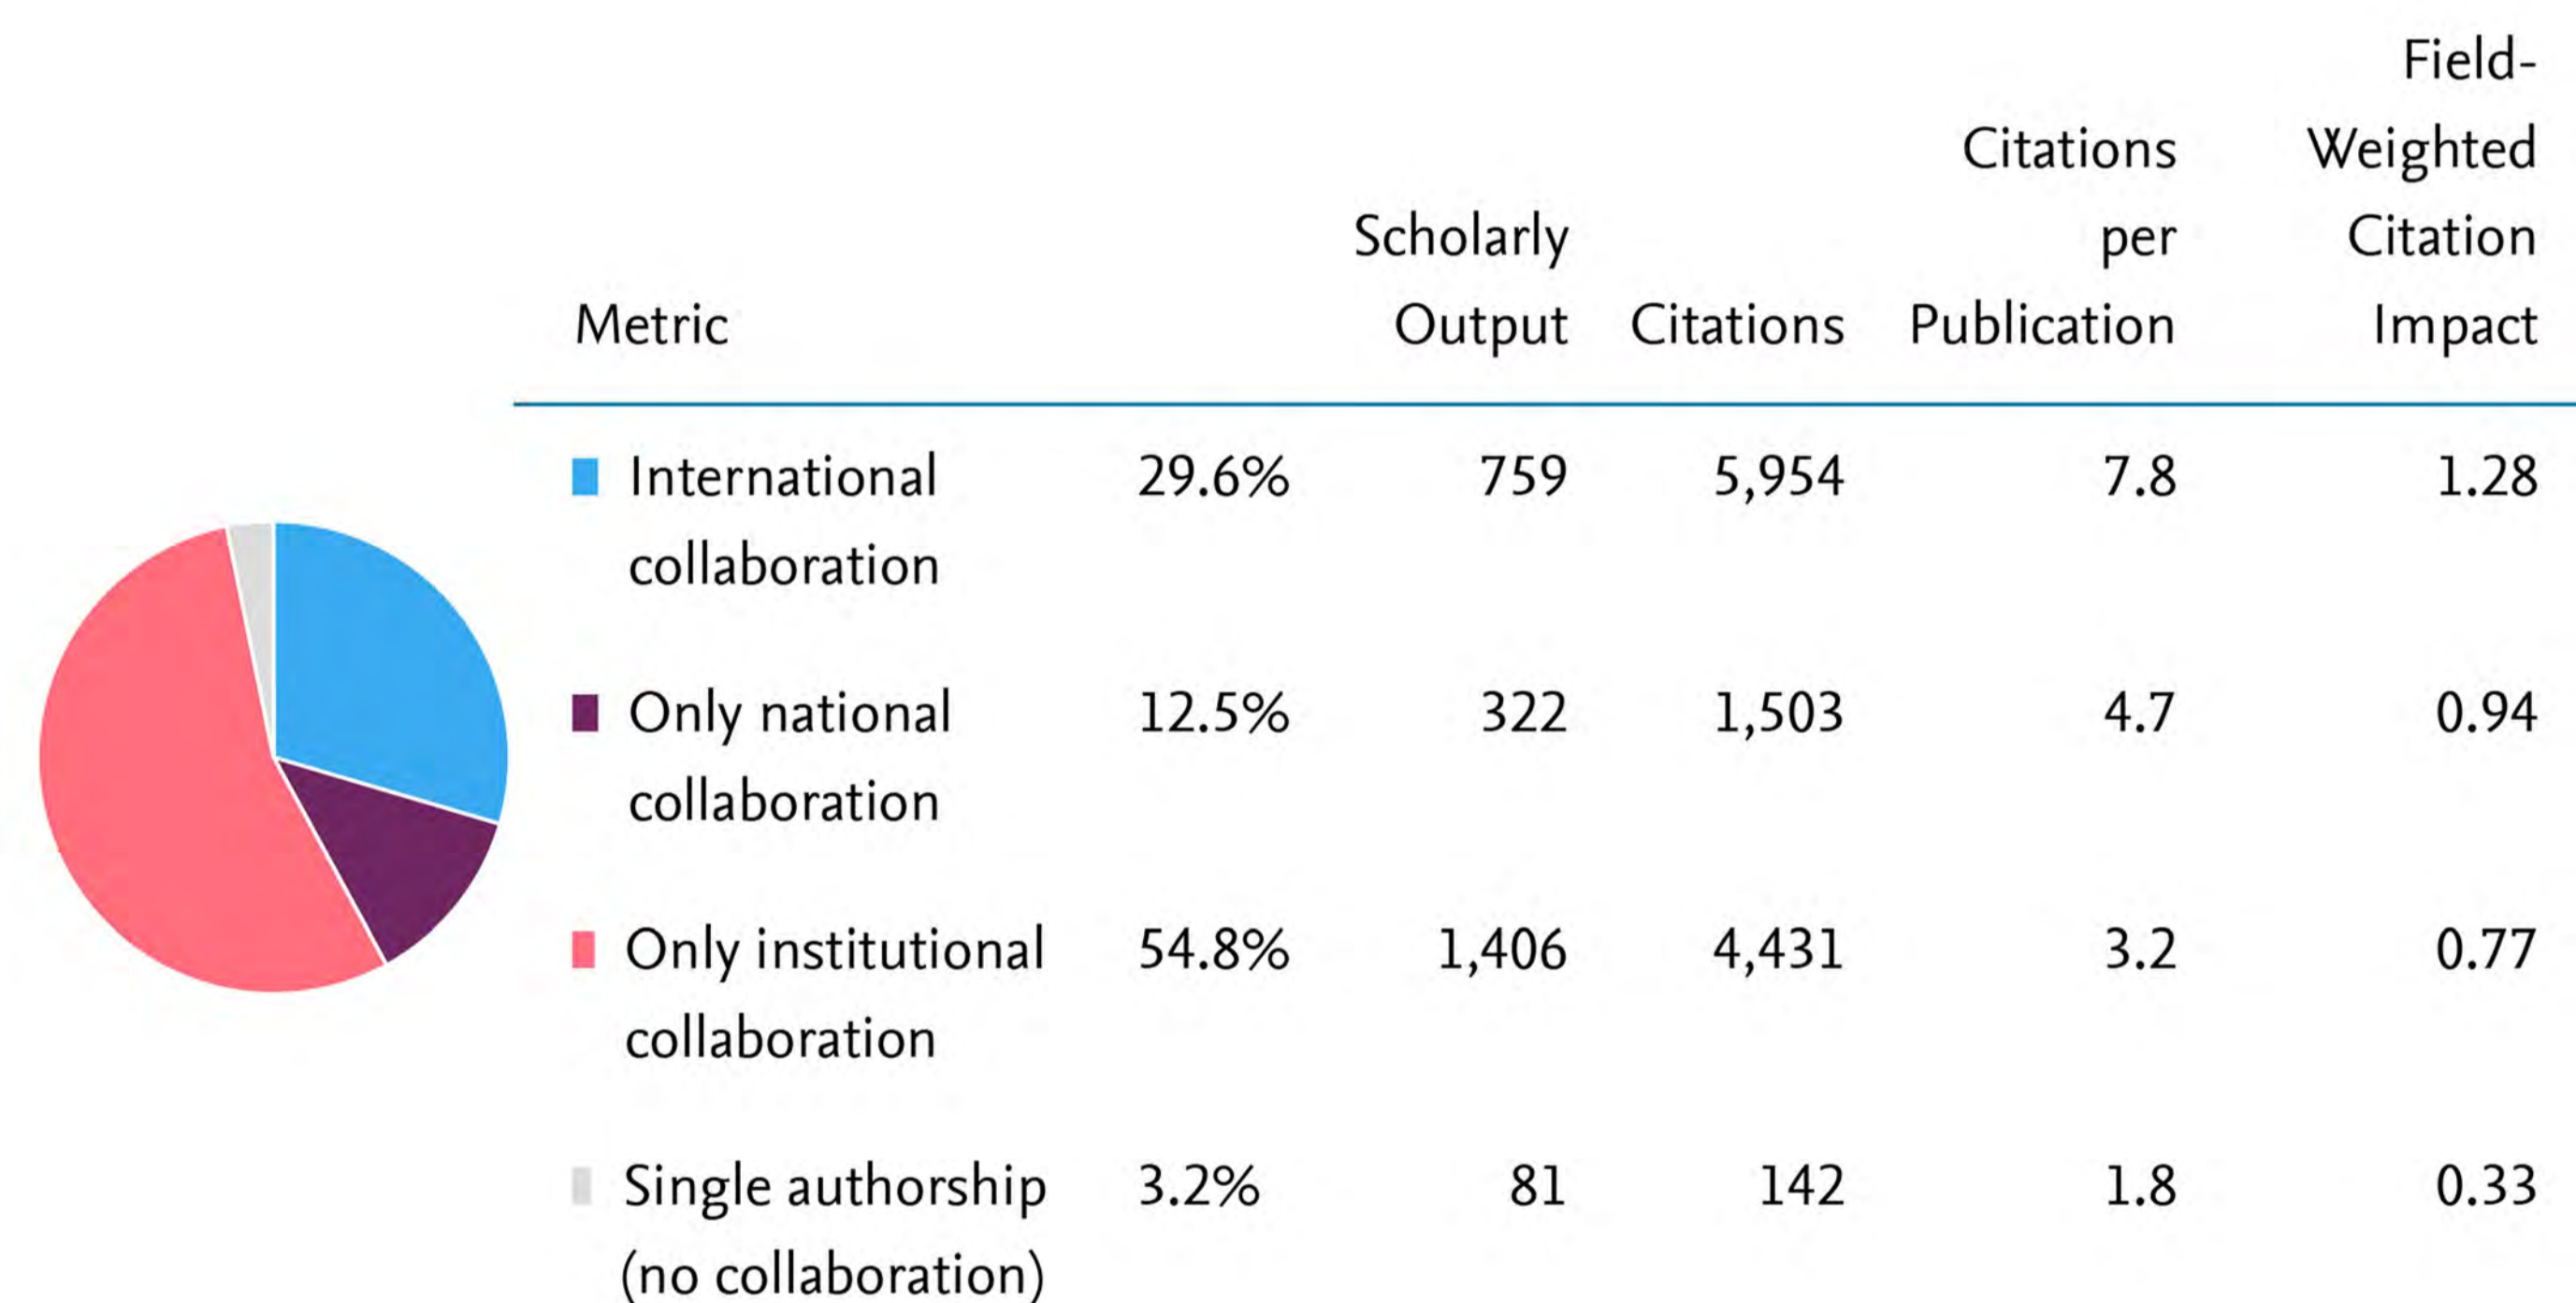 Field-
Citations Weighted
Scholarly per Citation
Metric Output Citations Publication Impact
International 29.6% 759 5,954 7.8 1.28
collaboration
Only national 12.5% 322 1,503 4.7 0.94
collaboration
Only institutional 54.8% 1,406 4,431 3.2 0.77
collaboration
Single authorship 3.2% 81 142 1.8 0.33
(no collaboration)